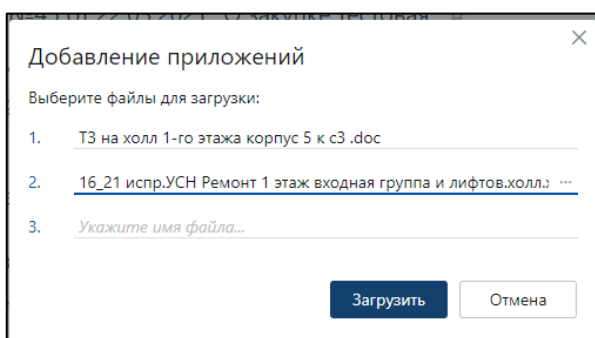 Добавление приложений
Выберите файлы для загрузки:
1. ТЗ на холл 1-го этажа корпус 5 к с3 .doc
2. 16_21 испр.УСН Ремонт 1 этаж входная группа и лифтов.холл. ...
3. Укажите имя файла...
Загрузить Отмена